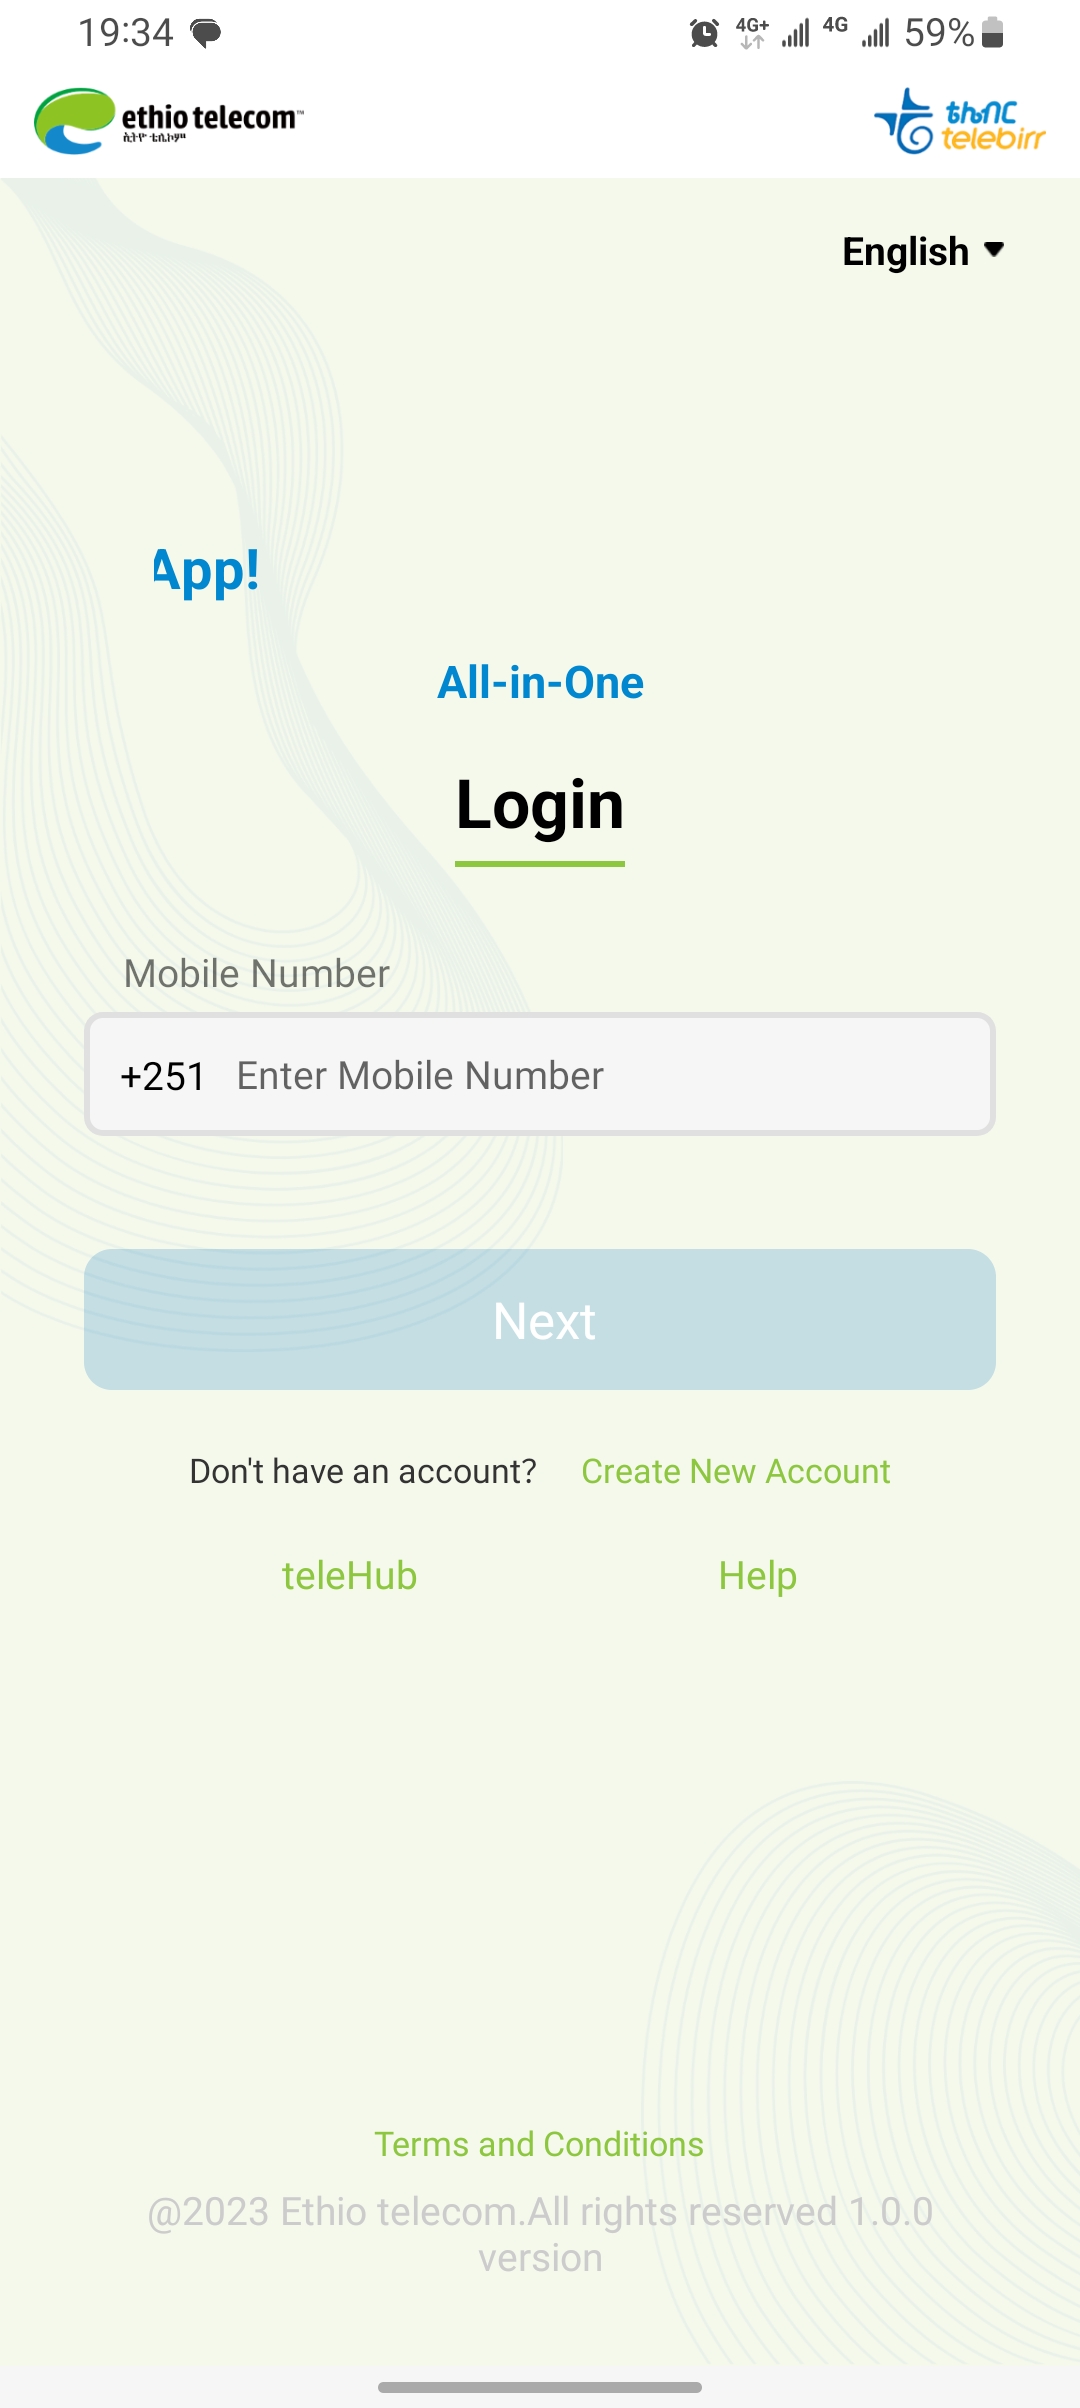 19:34 4G+ 4G 59%
ethio telecom™
ኢትዮ ቴሌኮም
ቴሌብር
telebirr
English
App!
All-in-One
Login
Mobile Number
+251 Enter Mobile Number
Next
Don't have an account? Create New Account
teleHub Help
Terms and Conditions
@2023 Ethio telecom.All rights reserved 1.0.0
version